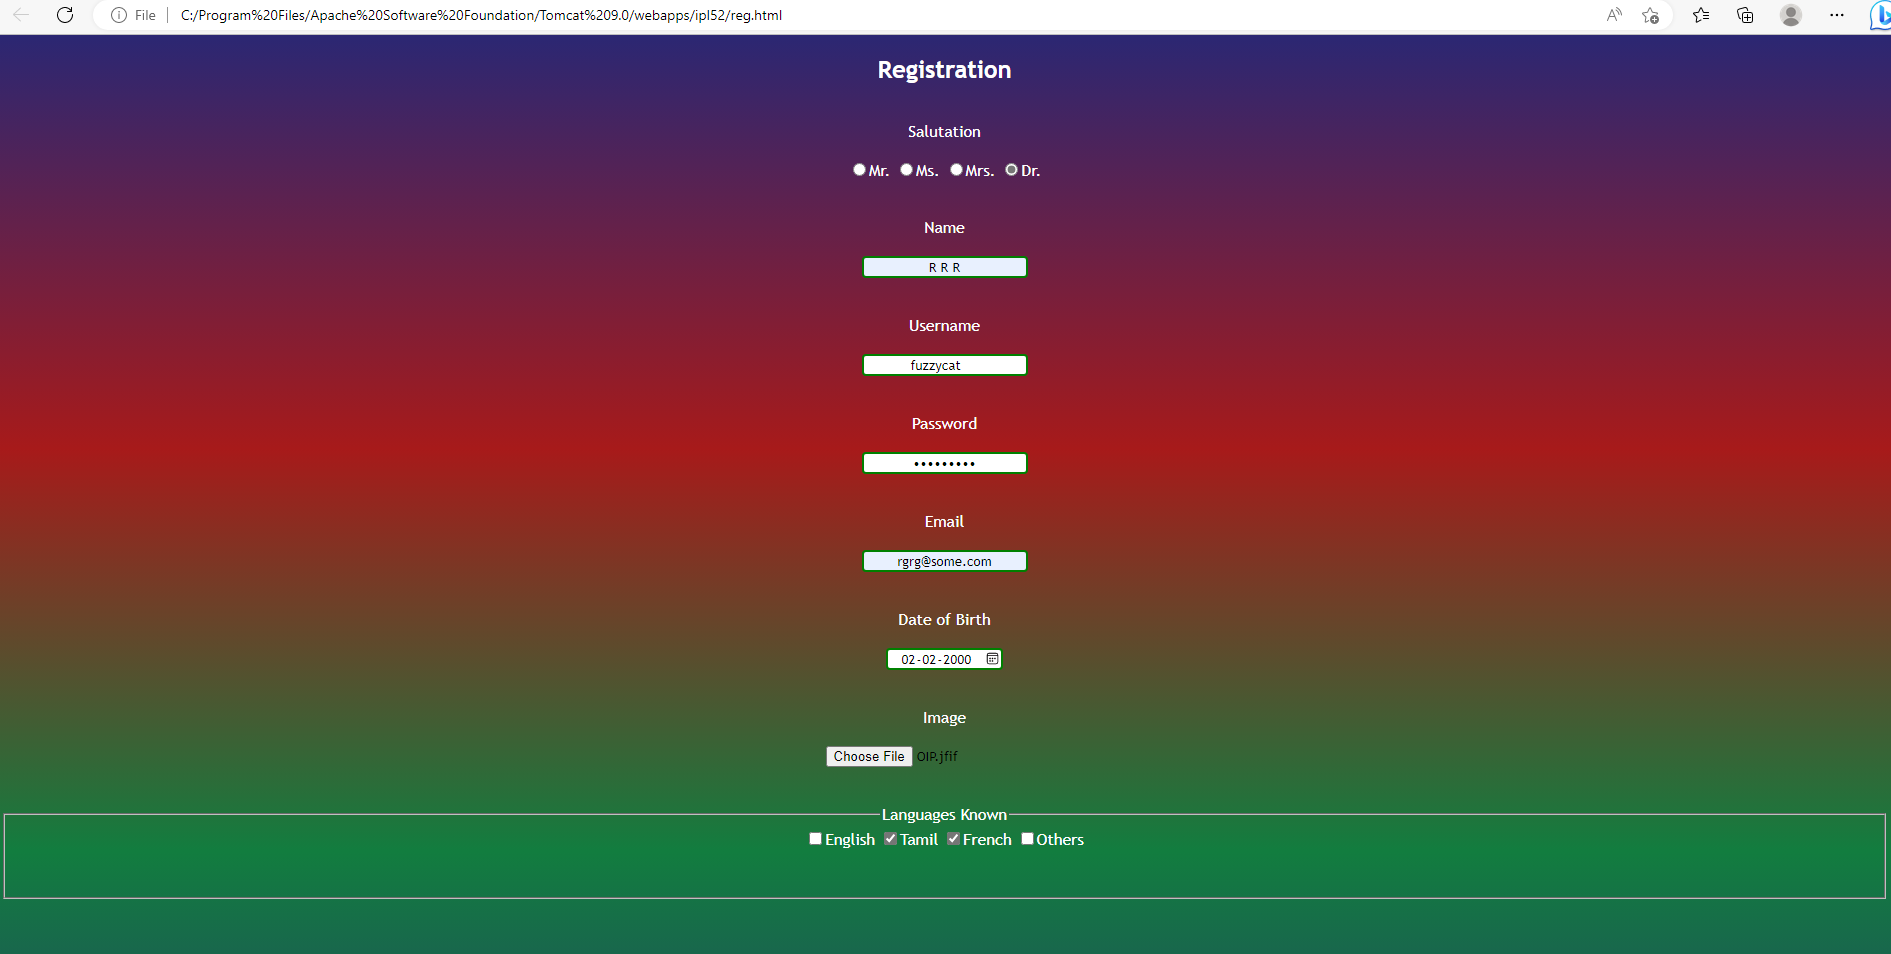 File C:/Program%20Files/Apache%20Software%20Foundation/Tomcat%209.0/webapps/ipl52/reg.html
Registration
Salutation
Mr. Ms. Mrs. Dr.
Name
R R R
Username
fuzzycat
Password
•••••••••
Email
rgrg@some.com
Date of Birth
02-02-2000
Image
Choose File OIP.jfif
Languages Known
English Tamil French Others